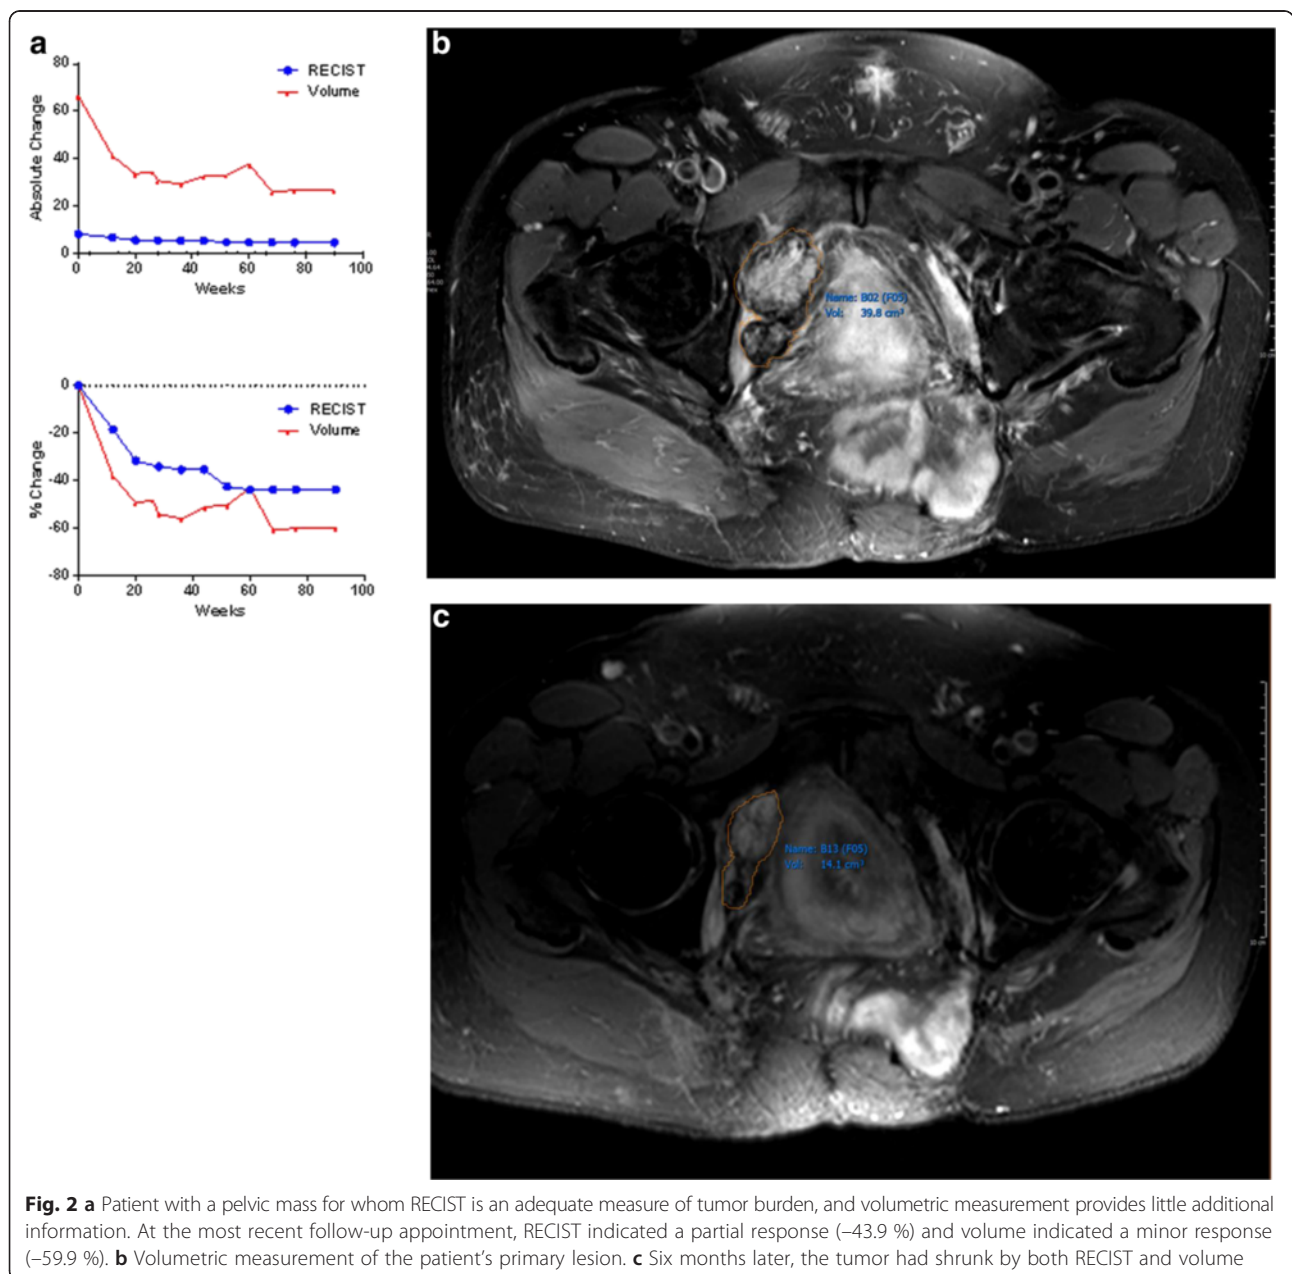 a
80
60
40
20
0
Absolute Change
RECIST
Volume
0 20 40 60 80 100
Weeks
0
-20
-40
-60
-80
% Change
RECIST
Volume
0 20 40 60 80 100
Weeks
b
Name: B02 (F05)
Vol: 39.8 cm³
c
Name: B13 (F05)
Vol: 14.1 cm³
10 cm
Fig. 2 a Patient with a pelvic mass for whom RECIST is an adequate measure of tumor burden, and volumetric measurement provides little additional
information. At the most recent follow-up appointment, RECIST indicated a partial response (–43.9 %) and volume indicated a minor response
(–59.9 %). b Volumetric measurement of the patient’s primary lesion. c Six months later, the tumor had shrunk by both RECIST and volume